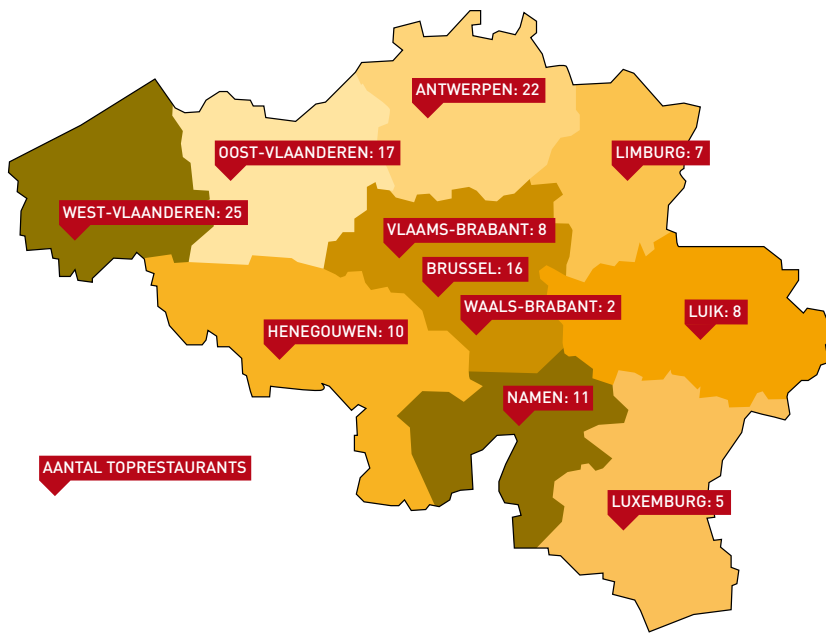 ANTWERPEN: 22
OOST-VLAANDEREN: 17
LIMBURG: 7
WEST-VLAANDEREN: 25
VLAAMS-BRABANT: 8
BRUSSEL: 16
WAALS-BRABANT: 2
LUIK: 8
HENEGOUWEN: 10
NAMEN: 11
AANTAL TOPRESTAURANTS
LUXEMBURG: 5